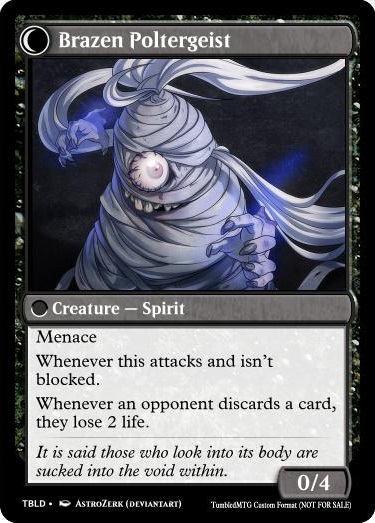 Brazen Poltergeist
Creature — Spirit
Menace
Whenever this attacks and isn't
blocked.
Whenever an opponent discards a card,
they lose 2 life.
It is said those who look into its body are
sucked into the void within.
0/4
TBLD • AstroZerk (deviantart)
TumbledMTG Custom Format (NOT FOR SALE)